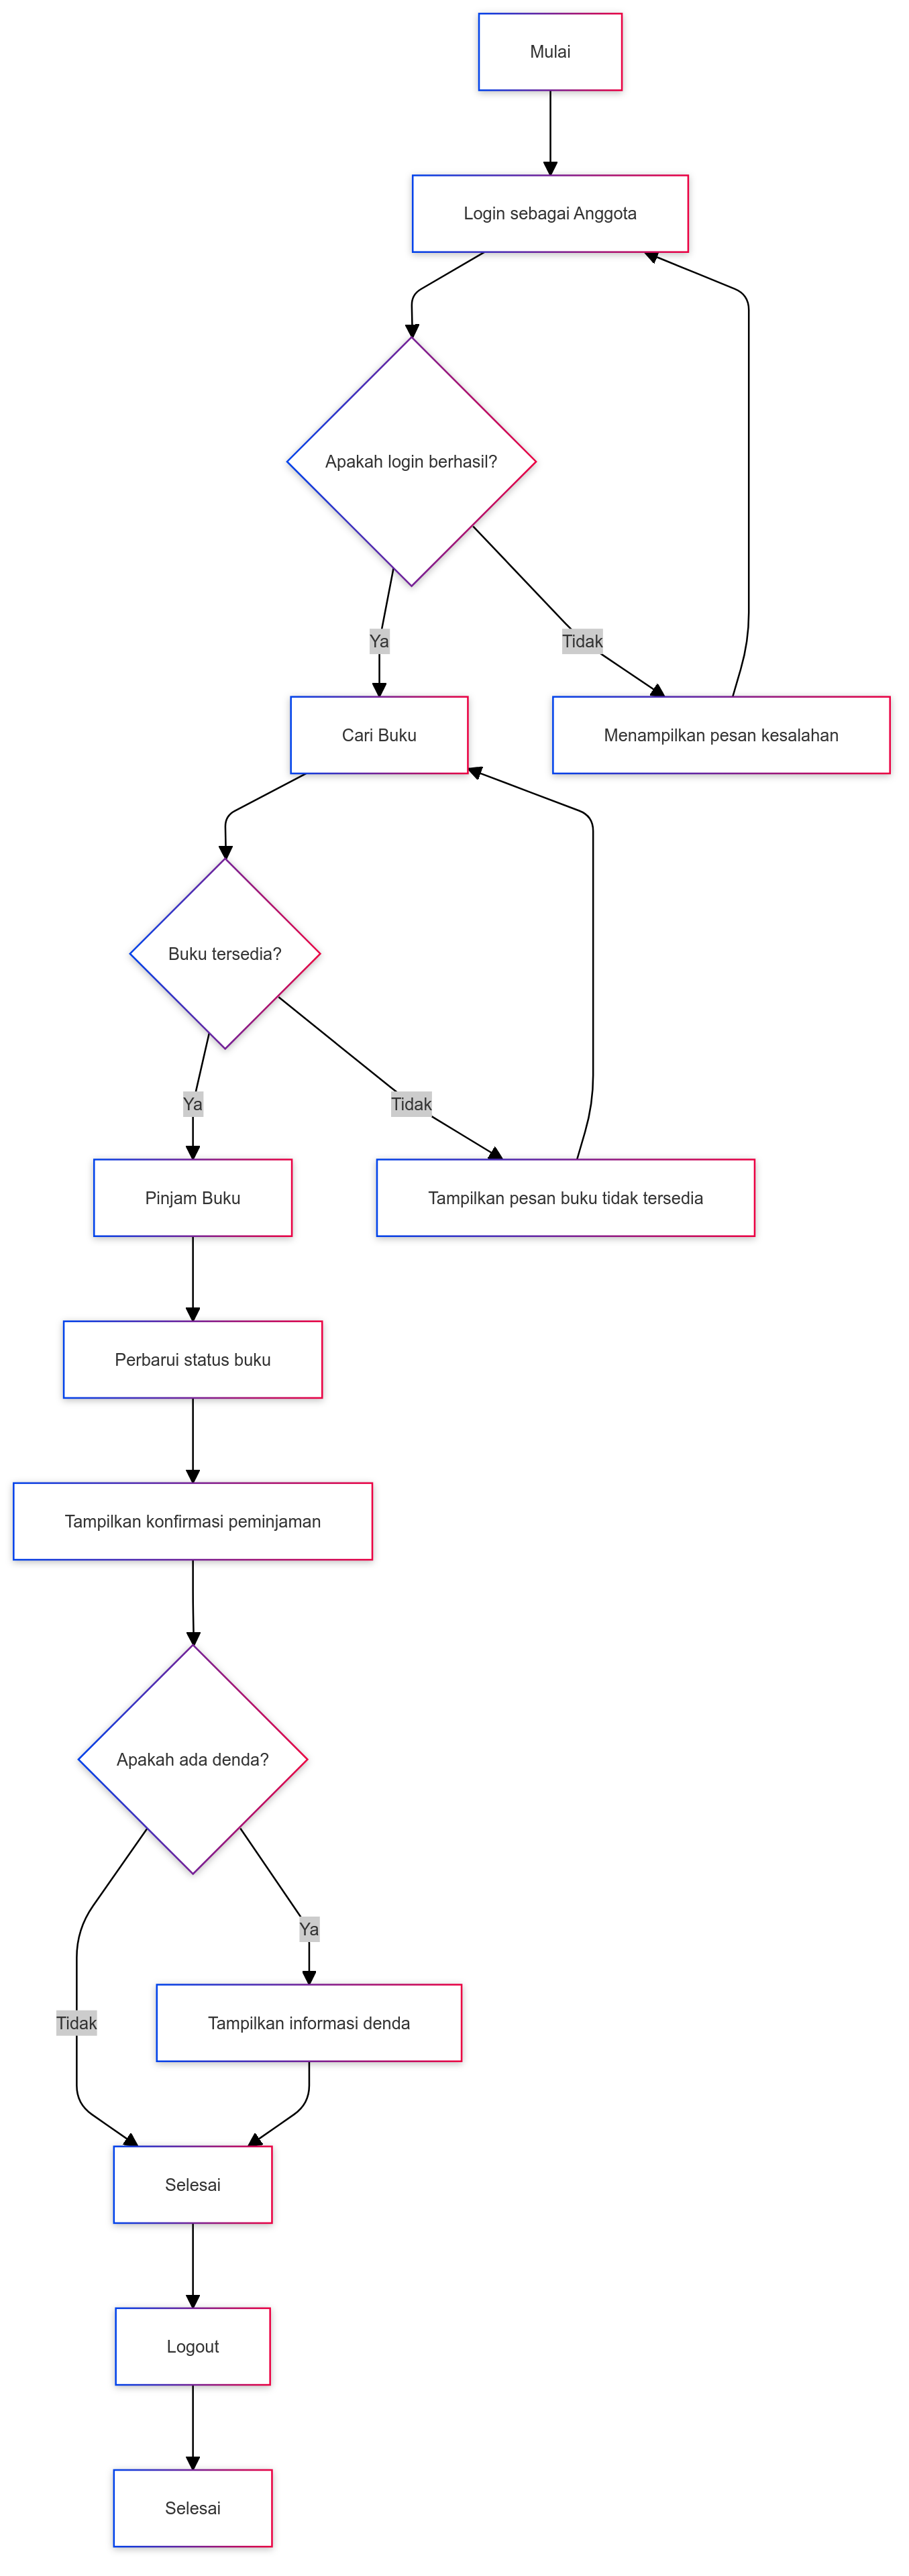 Mulai
Login sebagai Anggota
Apakah login berhasil?
Ya
Tidak
Cari Buku
Menampilkan pesan kesalahan
Buku tersedia?
Ya
Tidak
Pinjam Buku
Tampilkan pesan buku tidak tersedia
Perbarui status buku
Tampilkan konfirmasi peminjaman
Apakah ada denda?
Ya
Tidak
Tampilkan informasi denda
Selesai
Logout
Selesai